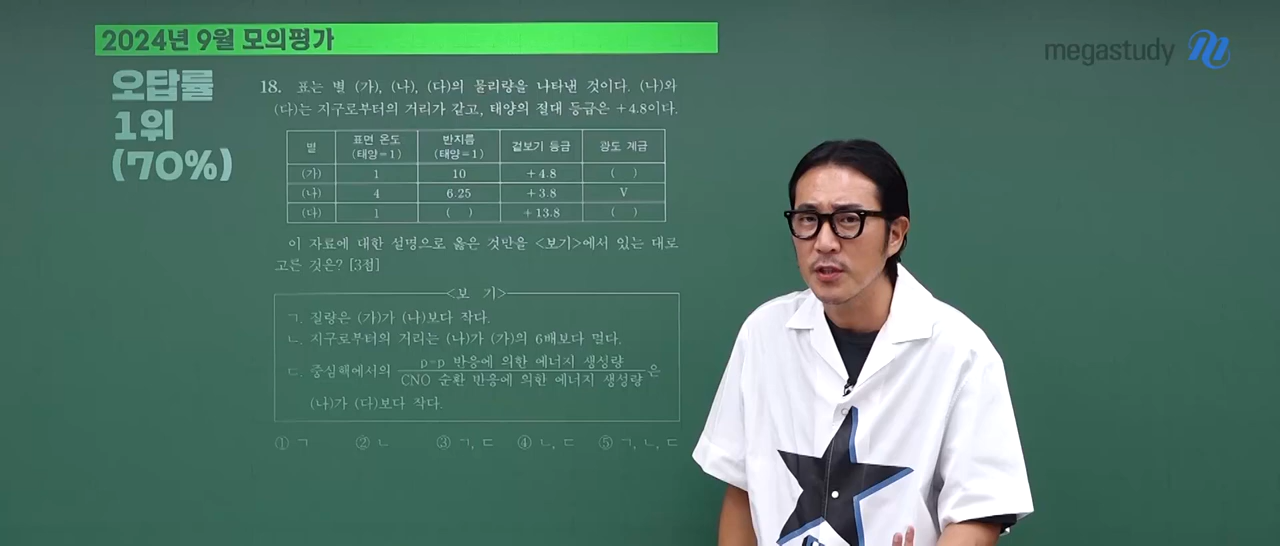 2024년 9월 모의평가
megastudy
오답률
1위
(70%)
18. 표는 별 (가), (나), (다)의 물리량을 나타낸 것이다. (나)와
(다)는 지구로부터의 거리가 같고, 태양의 절대 등급은 +4.8이다.
별 표면 온도 (태양=1) 반지름 (태양=1) 겉보기 등급 광도 계급
(가) 1 10 +4.8 ( )
(나) 4 6.25 +3.8 V
(다) 1 ( ) +13.8 ( )
이 자료에 대한 설명으로 옳은 것만을 <보기>에서 있는 대로
고른 것은? [3점]
<보 기>
ㄱ. 질량은 (가)가 (나)보다 작다.
ㄴ. 지구로부터의 거리는 (나)가 (가)의 6배보다 멀다.
ㄷ. 중심핵에서의 p-p 반응에 의한 에너지 생성량 은
CNO 순환 반응에 의한 에너지 생성량
(나)가 (다)보다 작다.
① ㄱ ② ㄴ ③ ㄱ, ㄷ ④ ㄴ, ㄷ ⑤ ㄱ, ㄴ, ㄷ